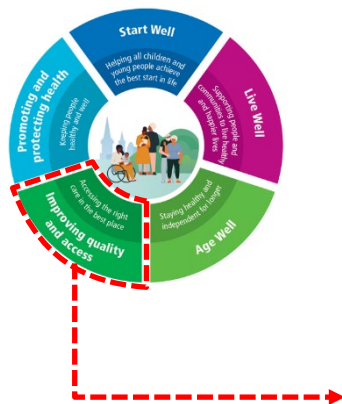 Start Well
Helping all children and
young people achieve
the best start in life
Live Well
Supporting people and
communities to live healthy
and happier lives
Age Well
Staying healthy and
independent for longer
Improving quality
and access
Accessing the right
care in the best place
Promoting and
protecting health
Keeping people
healthy and well